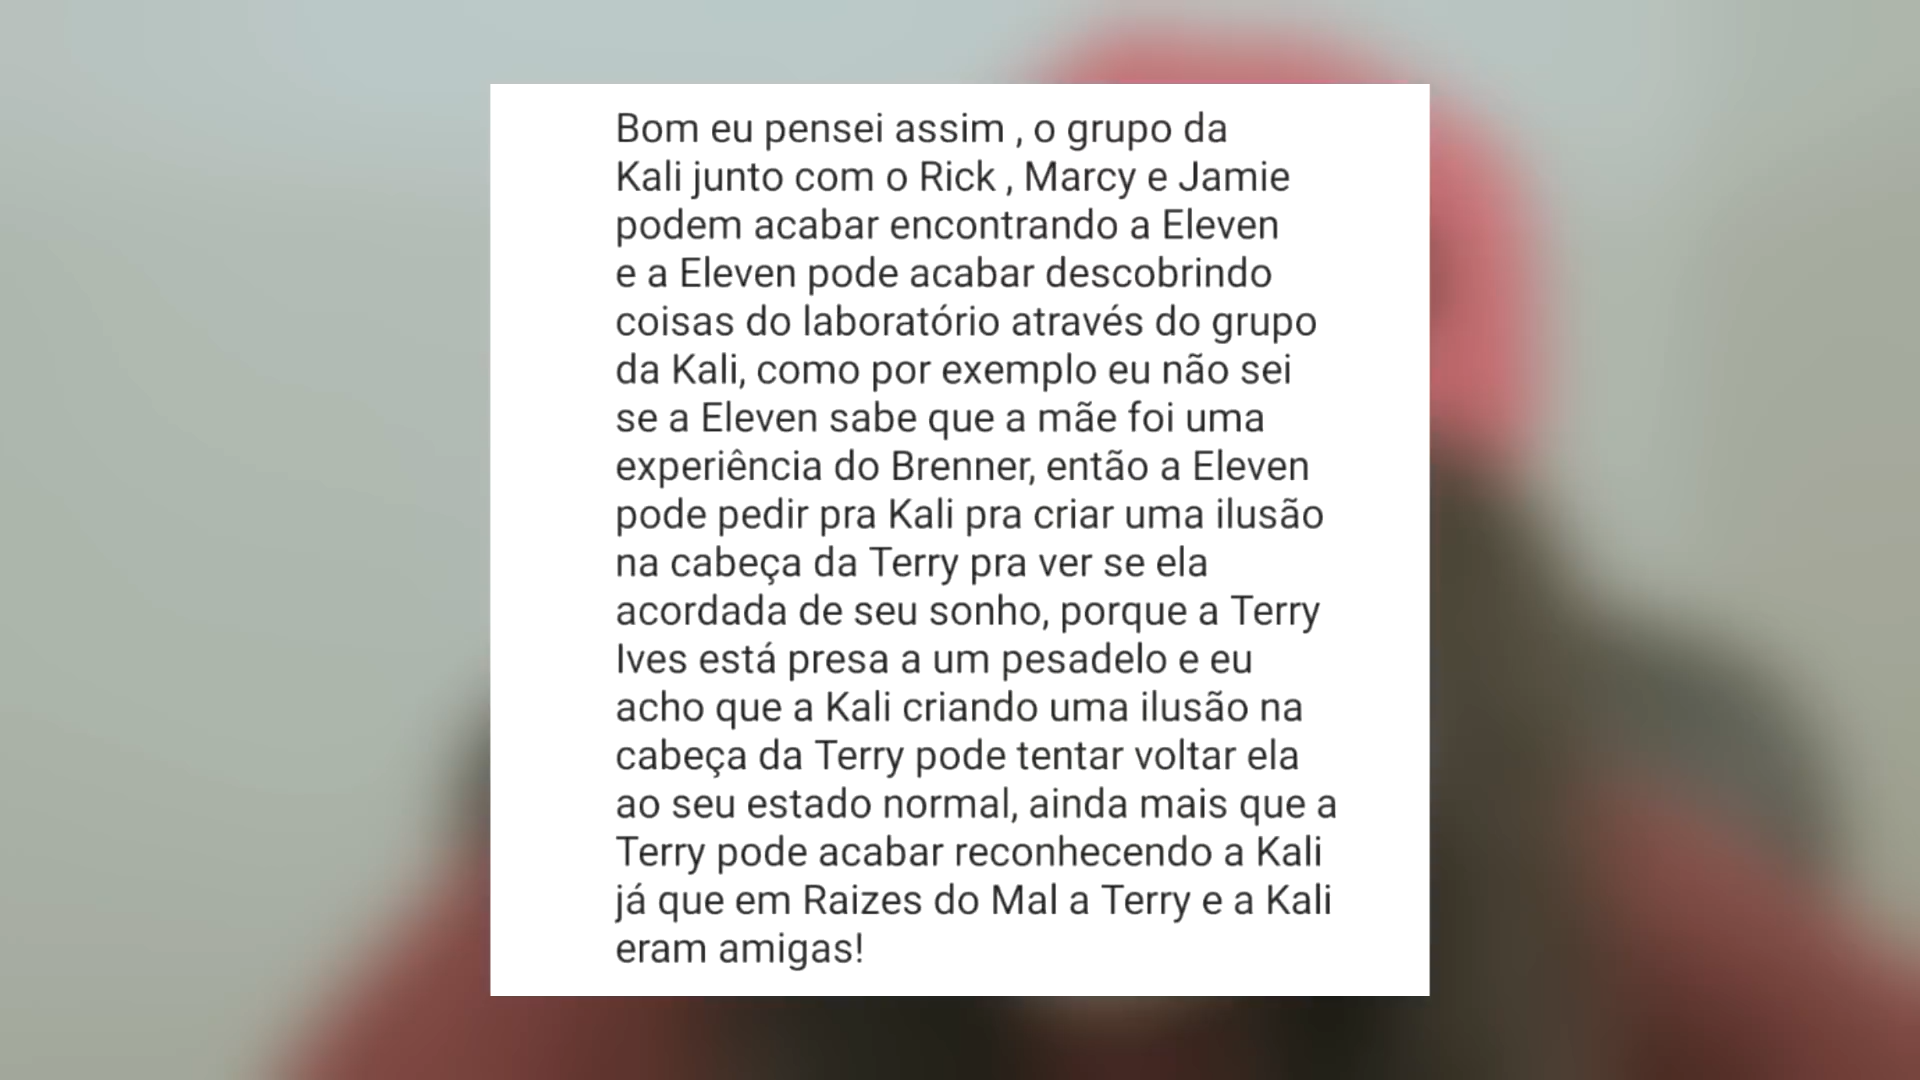 Bom eu pensei assim , o grupo da
Kali junto com o Rick , Marcy e Jamie
podem acabar encontrando a Eleven
e a Eleven pode acabar descobrindo
coisas do laboratório através do grupo
da Kali, como por exemplo eu não sei
se a Eleven sabe que a mãe foi uma
experiência do Brenner, então a Eleven
pode pedir pra Kali pra criar uma ilusão
na cabeça da Terry pra ver se ela
acordada de seu sonho, porque a Terry
Ives está presa a um pesadelo e eu
acho que a Kali criando uma ilusão na
cabeça da Terry pode tentar voltar ela
ao seu estado normal, ainda mais que a
Terry pode acabar reconhecendo a Kali
já que em Raizes do Mal a Terry e a Kali
eram amigas!